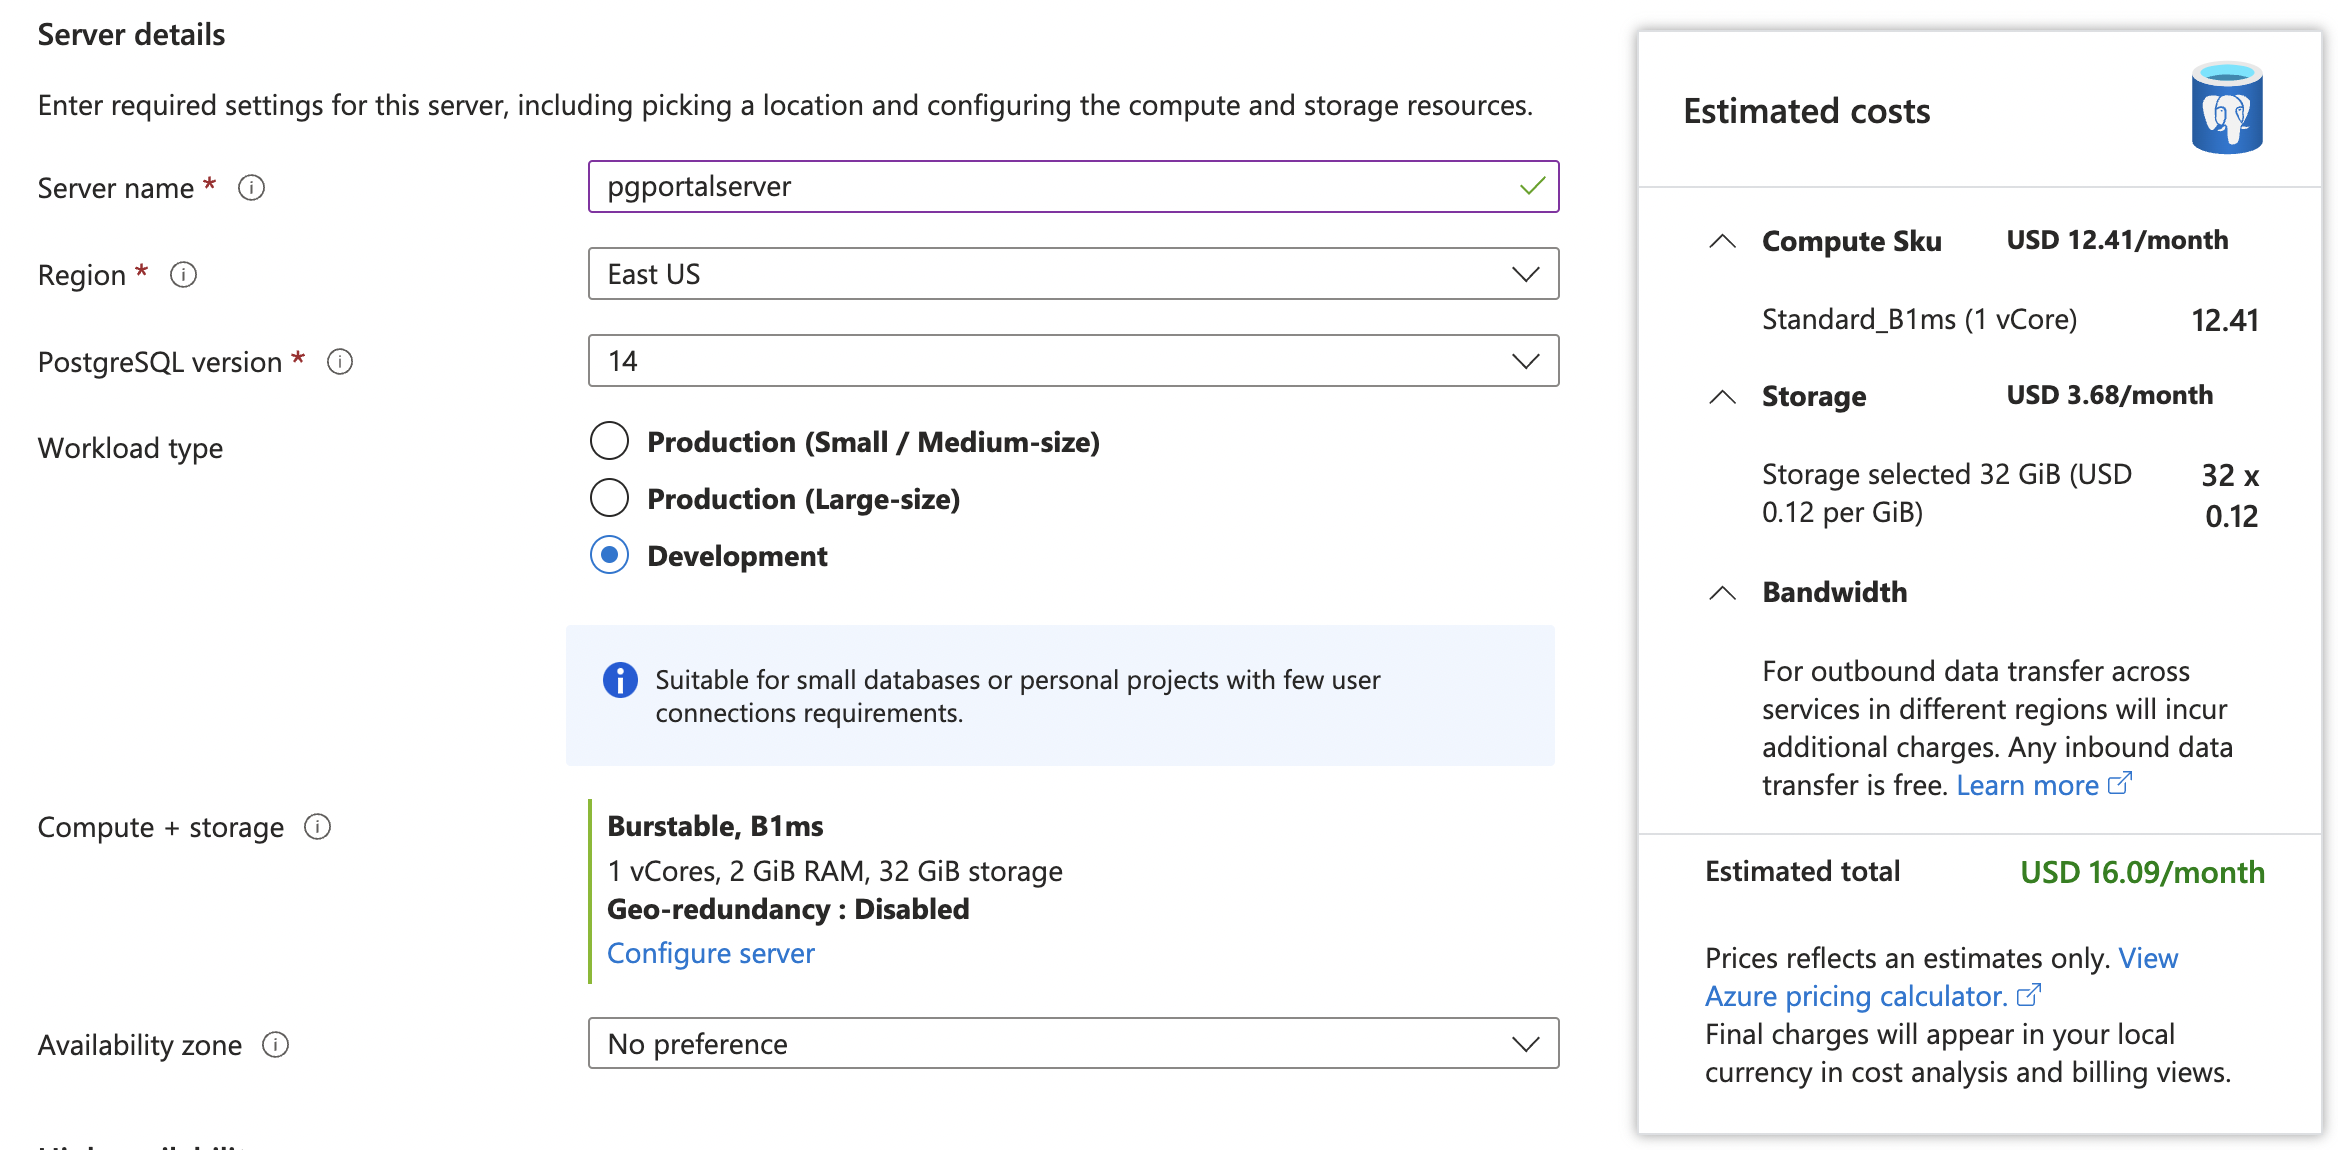 Server details
Enter required settings for this server, including picking a location and configuring the compute and storage resources.
Server name *
pgportalserver
Region *
East US
PostgreSQL version *
14
Workload type
Production (Small / Medium-size)
Production (Large-size)
Development
Suitable for small databases or personal projects with few user
connections requirements.
Compute + storage
Burstable, B1ms
1 vCores, 2 GiB RAM, 32 GiB storage
Geo-redundancy : Disabled
Configure server
Availability zone
No preference
Estimated costs
Compute Sku USD 12.41/month
Standard_B1ms (1 vCore) 12.41
Storage USD 3.68/month
Storage selected 32 GiB (USD 32 x
0.12 per GiB) 0.12
Bandwidth
For outbound data transfer across
services in different regions will incur
additional charges. Any inbound data
transfer is free. Learn more
Estimated total USD 16.09/month
Prices reflects an estimates only. View
Azure pricing calculator.
Final charges will appear in your local
currency in cost analysis and billing views.